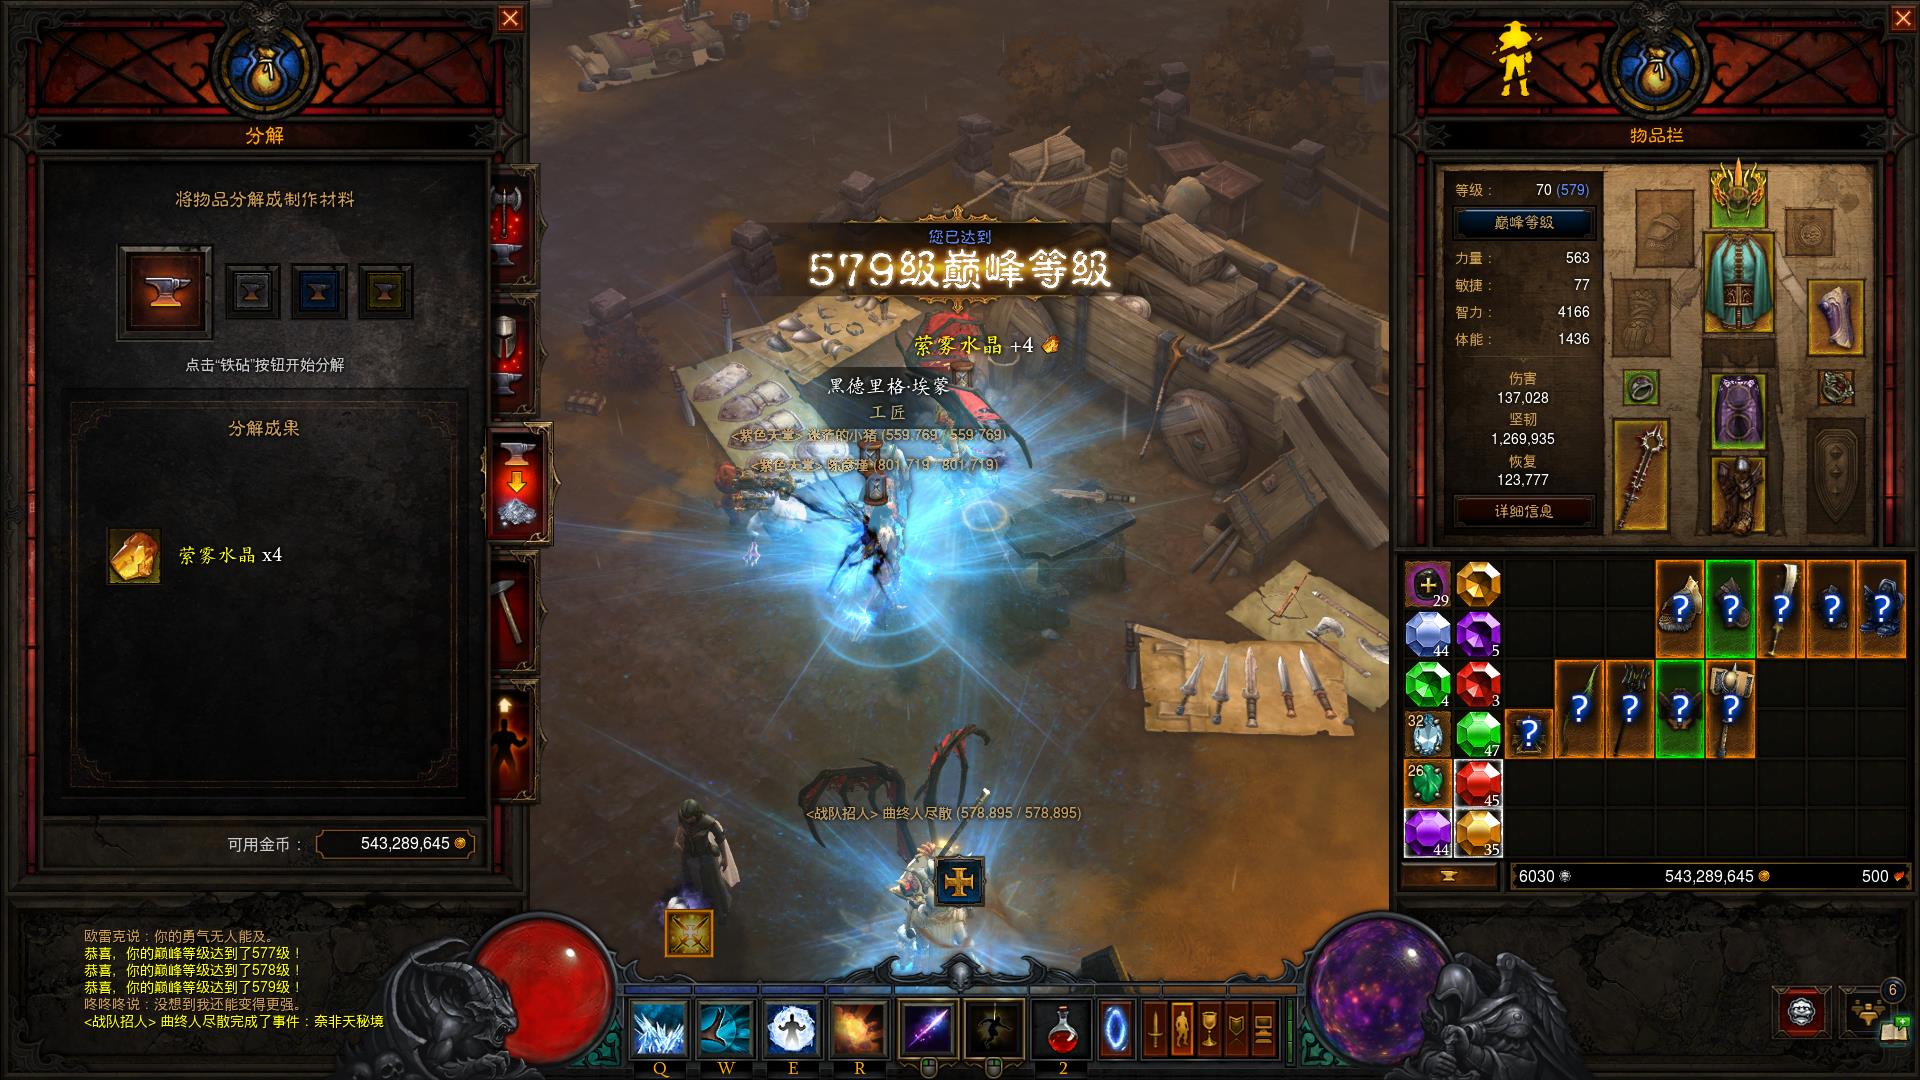 分解
将物品分解成制作材料
点击“铁砧”按钮开始分解
分解成果
萦雾水晶 x4
可用金币： 543,289,645
欧雷克说：你的勇气无人能及。
恭喜，你的巅峰等级达到了577级！
恭喜，你的巅峰等级达到了578级！
恭喜，你的巅峰等级达到了579级！
咚咚咚说：没想到我还能变得更强。
<战队招人> 曲终人尽散完成了事件：奈非天秘境
您已达到
579级巅峰等级
萦雾水晶 +4
黑德里格·埃蒙
工匠
<紫色天堂> 迷茫的小猪 (559,769 / 559,769)
<紫色天堂> (801,719 / 801,719)
<战队招人> 曲终人尽散 (578,895 / 578,895)
Q W E R 2
物品栏
等级： 70 (579)
巅峰等级
力量： 563
敏捷： 77
智力： 4166
体能： 1436
伤害
137,028
坚韧
1,269,935
恢复
123,777
详细信息
29
? ? ? ? ?
44 5
4 3
32 47 ? ? ? ? ?
26 45
44 35
6030 543,289,645 500
6